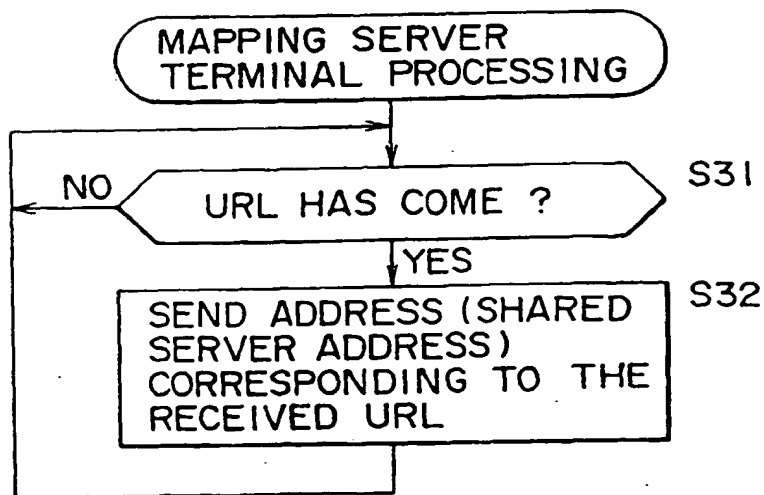 MAPPING SERVER
TERMINAL PROCESSING
NO
URL HAS COME ?
S31
YES
S32
SEND ADDRESS (SHARED
SERVER ADDRESS)
CORRESPONDING TO THE
RECEIVED URL